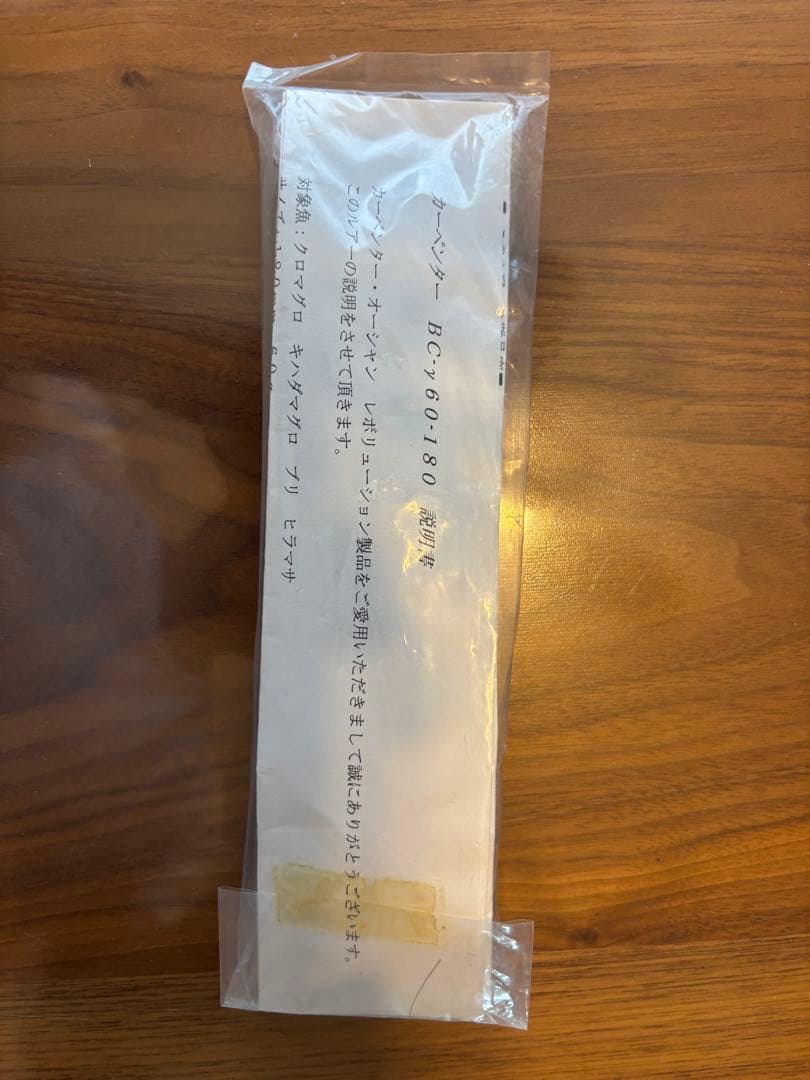 カーペンター BC-γ60-180 説明書
カーペンター・オーシャン レボリューション製品をご愛用いただきまして誠にありがとうございます。
このルアーの説明をさせて頂きます。
対象魚：クロマグロ キハダマグロ ブリ ヒラマサ